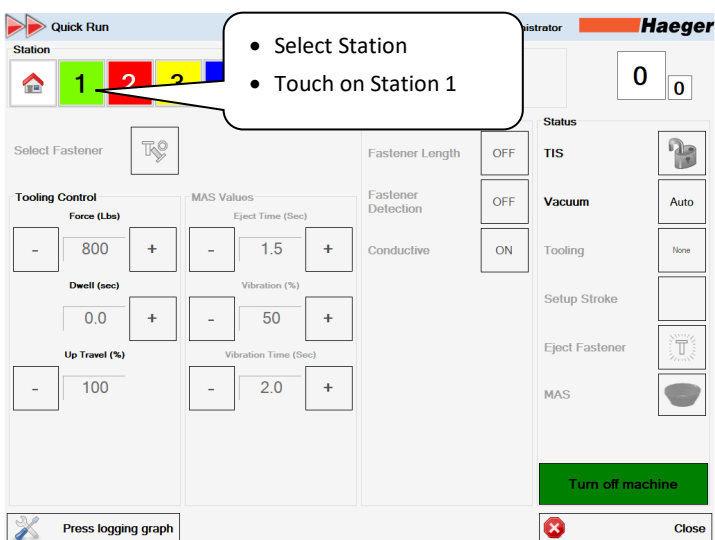 Quick Run
Haeger
Station
• Select Station
• Touch on Station 1
1
2
0
0
Select Fastener
Fastener Length OFF
Status
TIS
Tooling Control
MAS Values
Fastener Detection OFF
Vacuum Auto
Force (Lbs)
- 800 +
Eject Time (Sec)
- 1.5 +
Conductive ON
Tooling None
Dwell (sec)
0.0 +
Vibration (%)
- 50 +
Setup Stroke
Up Travel (%)
- 100
Vibration Time (Sec)
- 2.0 +
Eject Fastener
MAS
Turn off machine
Press logging graph
Close